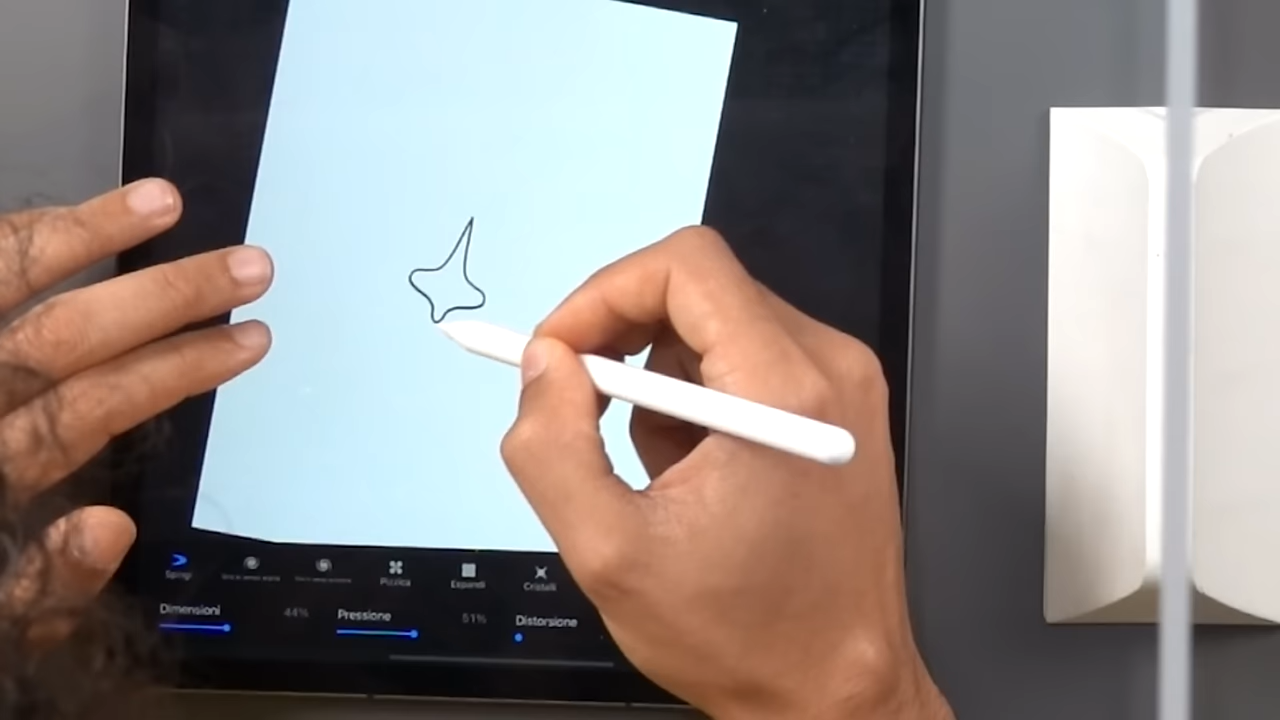 Spingi Pizzica Espandi Cristalli
Dimensioni 44% Pressione 51% Distorsione